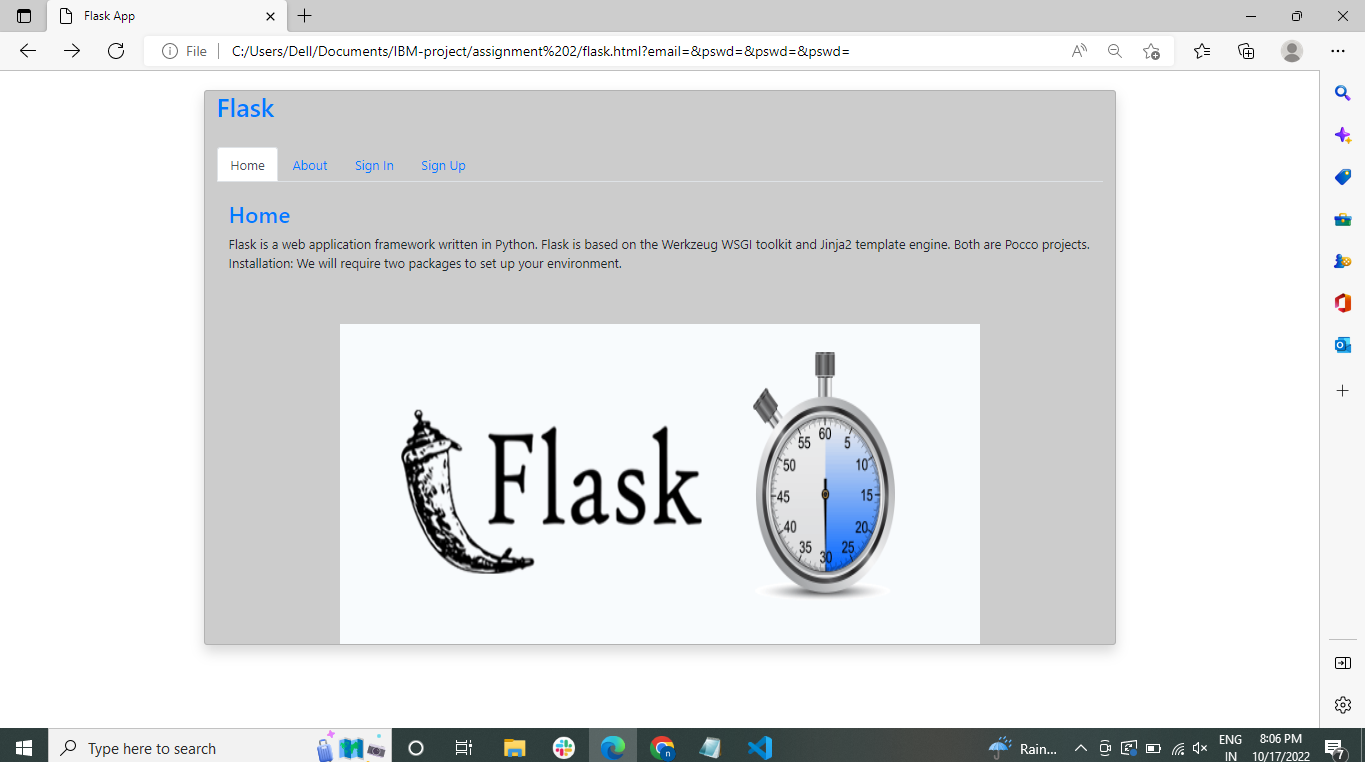 Flask App
File
C:/Users/Dell/Documents/IBM-project/assignment%202/flask.html?email=&pswd=&pswd=&pswd=
Flask
Home About Sign In Sign Up
Home
Flask is a web application framework written in Python. Flask is based on the Werkzeug WSGI toolkit and Jinja2 template engine. Both are Pocco projects.
Installation: We will require two packages to set up your environment.
Flask
60
55 5
50 10
45 15
40 20
35 25
30
Type here to search
Rain...
ENG
IN
8:06 PM
10/17/2022
7